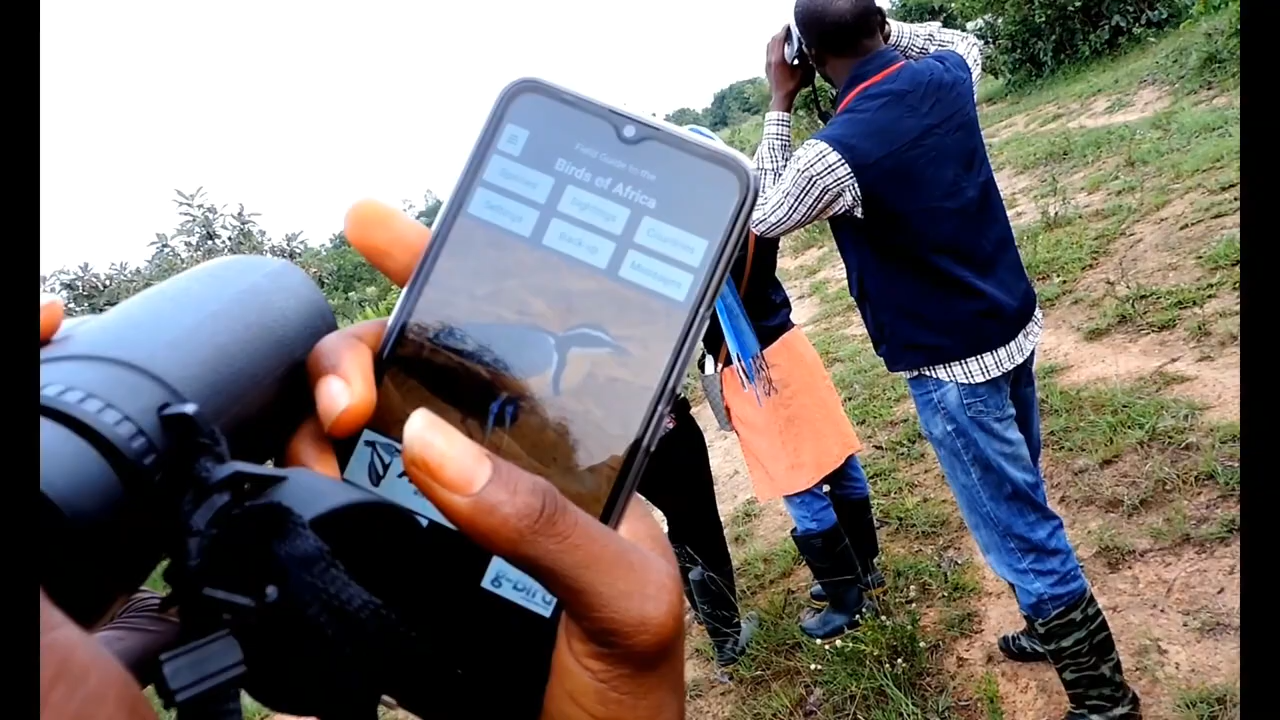 Field Guide to the
Birds of Africa
Species Sightings Countries
Settings Back-up Messages
g-bird